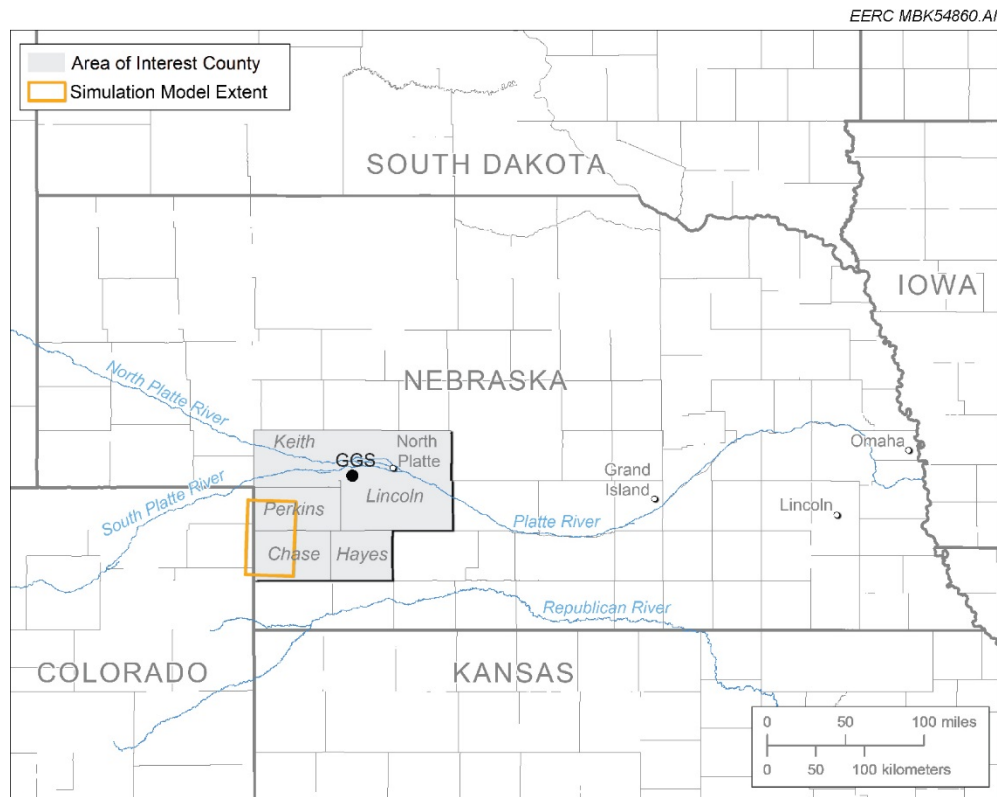 EERC MBK54860.AI
Area of Interest County
Simulation Model Extent
SOUTH DAKOTA
IOWA
North Platte River
NEBRASKA
Keith
North
Platte
GGS
Omaha
South Platte River
Lincoln
Grand
Island
Perkins
Lincoln
Platte River
Chase
Hayes
Republican River
COLORADO
KANSAS
0 50 100 miles
0 50 100 kilometers